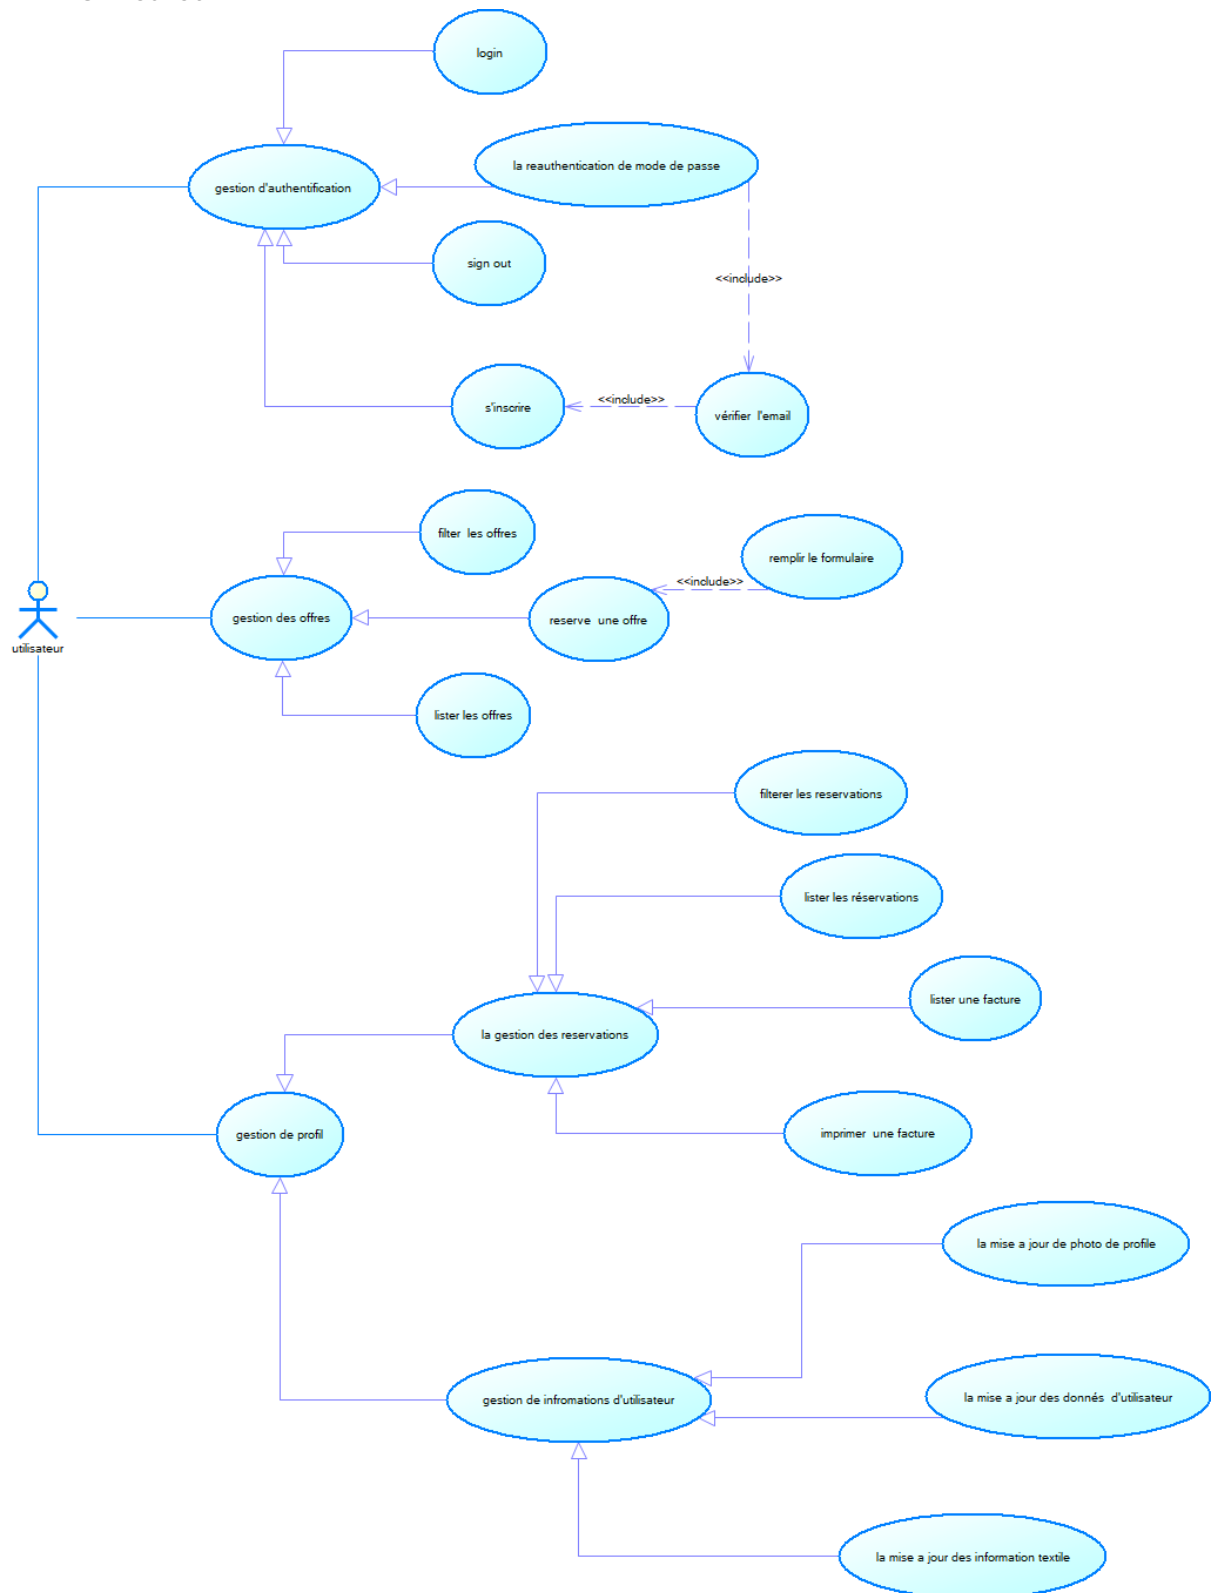 login
la reauthentication de mode de passe
gestion d'authentification
sign out
<<include>>
s'inscrire
<<include>>
vérifier l'email
filter les offres
remplir le formulaire
<<include>>
gestion des offres
reserve une offre
utilisateur
lister les offres
filterer les reservations
lister les réservations
lister une facture
la gestion des reservations
gestion de profil
imprimer une facture
la mise a jour de photo de profile
gestion de infromations d'utilisateur
la mise a jour des donnés d'utilisateur
la mise a jour des information textile